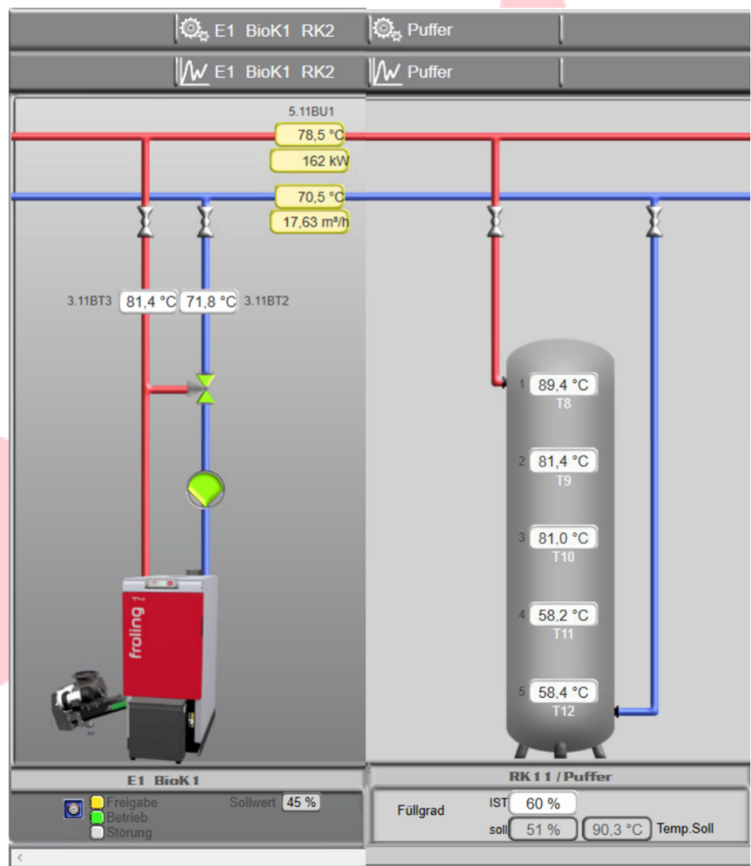 E1 BioK1 RK2
Puffer
E1 BioK1 RK2
Puffer
5.11BU1
78,5 °C
162 kW
70,5 °C
17,63 m³/h
3.11BT3 81,4 °C 71,8 °C 3.11BT2
1 89,4 °C
T8
2 81,4 °C
T9
3 81,0 °C
T10
4 58,2 °C
T11
5 58,4 °C
T12
froling
E1 BioK1
Freigabe
Betrieb
Störung
Sollwert 45 %
RK11/Puffer
Füllgrad
IST 60 %
soll 51 % 90,3 °C Temp.Soll